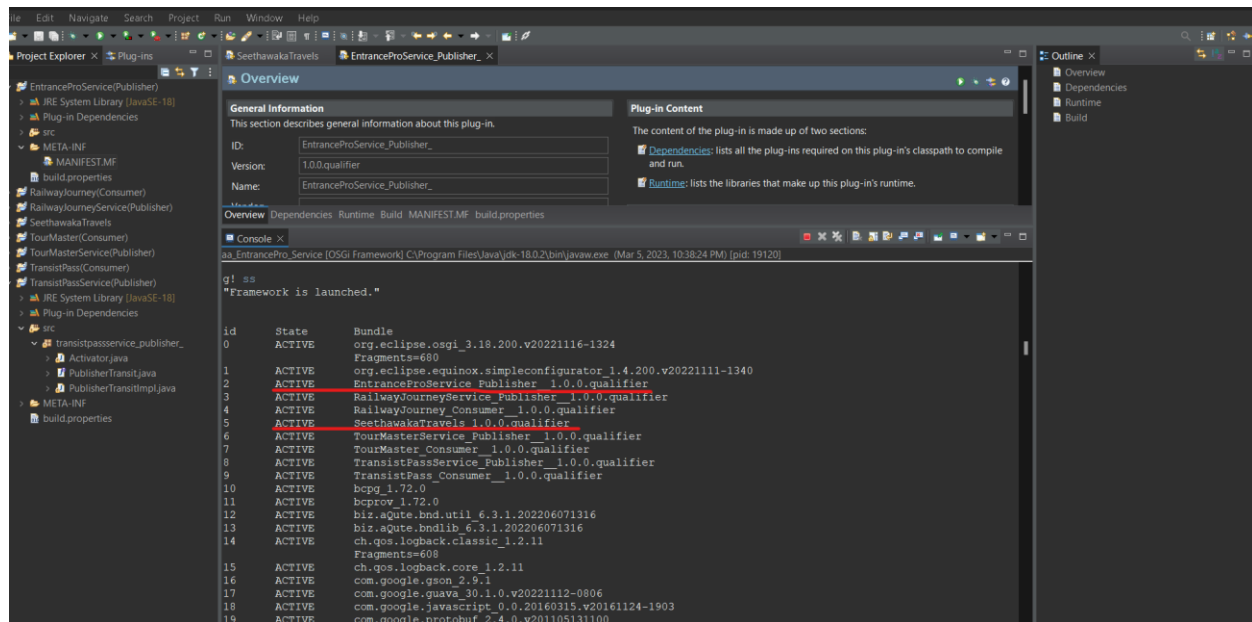 ile Edit Navigate Search Project Run Window Help
Project Explorer × Plug-ins
EntranceProService(Publisher)
JRE System Library [JavaSE-18]
Plug-in Dependencies
src
META-INF
MANIFEST.MF
build.properties
RailwayJourney(Consumer)
RailwayJourneyService(Publisher)
SeethawakaTravels
TourMaster(Consumer)
TourMasterService(Publisher)
TransistPass(Consumer)
TransistPassService(Publisher)
JRE System Library [JavaSE-18]
Plug-in Dependencies
src
transistpassservice_publisher_
Activator.java
PublisherTransit.java
PublisherTransitImpl.java
META-INF
build.properties
SeethawakaTravels EntranceProService_Publisher_ ×
Overview
General Information
This section describes general information about this plug-in.
ID: EntranceProService_Publisher_
Version: 1.0.0.qualifier
Name: EntranceProService_Publisher_
Plug-in Content
The content of the plug-in is made up of two sections:
Dependencies: lists all the plug-ins required on this plug-in's classpath to compile
and run.
Runtime: lists the libraries that make up this plug-in's runtime.
Overview Dependencies Runtime Build MANIFEST.MF build.properties
Console ×
aa_EntrancePro_Service [OSGi Framework] C:\Program Files\Java\jdk-18.0.2\bin\javaw.exe (Mar 5, 2023, 10:38:24 PM) [pid: 19120]
g! ss
"Framework is launched."
id State Bundle
0 ACTIVE org.eclipse.osgi_3.18.200.v20221116-1324
Fragments=680
1 ACTIVE org.eclipse.equinox.simpleconfigurator_1.4.200.v20221111-1340
2 ACTIVE EntranceProService_Publisher__1.0.0.qualifier
3 ACTIVE RailwayJourneyService_Publisher__1.0.0.qualifier
4 ACTIVE RailwayJourney_Consumer__1.0.0.qualifier
5 ACTIVE SeethawakaTravels_1.0.0.qualifier
6 ACTIVE TourMasterService_Publisher__1.0.0.qualifier
7 ACTIVE TourMaster_Consumer__1.0.0.qualifier
8 ACTIVE TransistPassService_Publisher__1.0.0.qualifier
9 ACTIVE TransistPass_Consumer__1.0.0.qualifier
10 ACTIVE bcpg_1.72.0
11 ACTIVE bcprov_1.72.0
12 ACTIVE biz.aQute.bnd.util_6.3.1.202206071316
13 ACTIVE biz.aQute.bndlib_6.3.1.202206071316
14 ACTIVE ch.qos.logback.classic_1.2.11
Fragments=608
15 ACTIVE ch.qos.logback.core_1.2.11
16 ACTIVE com.google.gson_2.9.1
17 ACTIVE com.google.guava_30.1.0.v20221112-0806
18 ACTIVE com.google.javascript_0.0.20160315.v20161124-1903
19 ACTIVE com.google.protobuf_2.4.0.v201105131100
Outline ×
Overview
Dependencies
Runtime
Build